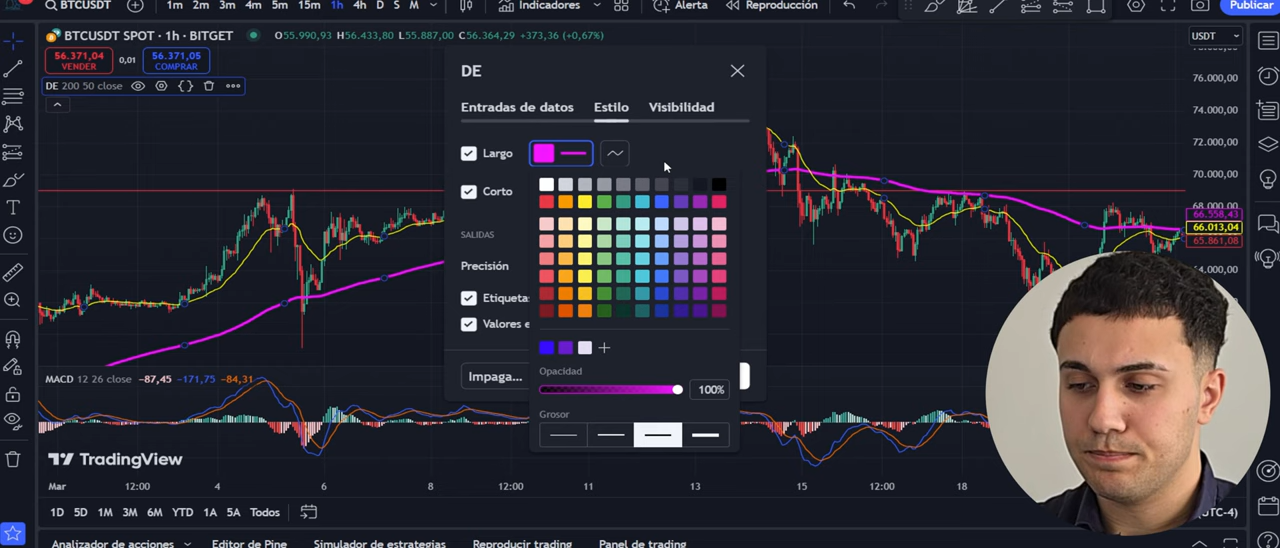 BTCUSDT 1m 2m 3m 4m 5m 15m 1h 4h D S M Indicadores Alerta Reproducción Publicar
BTCUSDT SPOT · 1h · BITGET O55.990,93 H56.433,80 L55.887,00 C56.364,29 +373,36 (+0,67%) USDT
56.371,04
VENDER
0,01
56.371,05
COMPRAR
DE 200 50 close
DE
Entradas de datos Estilo Visibilidad
Largo
Corto
SALIDAS
Precisión
Etiquetas
Valores e
Impaga...
Opacidad
100%
Grosor
76.000,00
74.000,00
72.000,00
70.000,00
68.000,00
66.558,43
66.013,04
65.861,08
MACD 12 26 close -87,45 -171,75 -84,31
TradingView
Mar 12:00 4 6 8 12:00 11 13 15 12:00 18
1D 5D 1M 3M 6M YTD 1A 5A Todos (UTC-4)
Analizador de acciones Editor de Pine Simulador de estrategias Reproducir trading Panel de trading